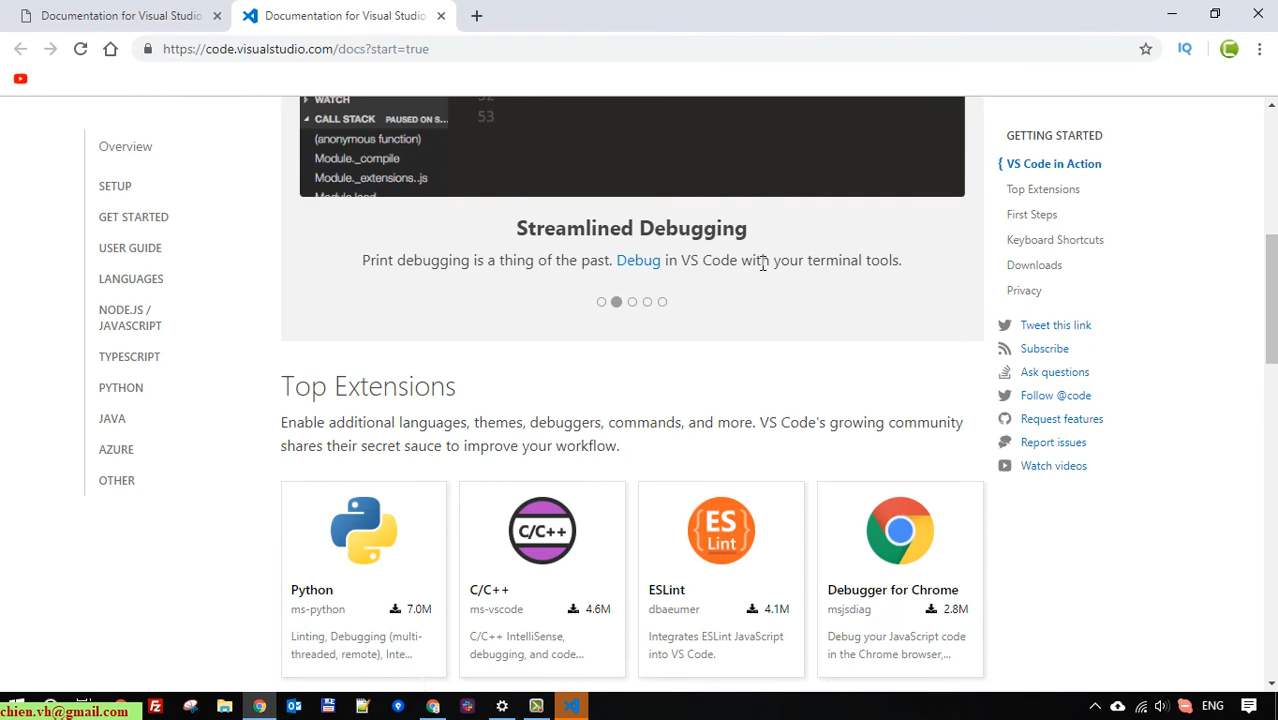 Documentation for Visual Studio
Documentation for Visual Studio
https://code.visualstudio.com/docs?start=true
IQ
WATCH
CALL STACK PAUSED ON S...
53
(anonymous function)
Module._compile
Module._extensions..js
Overview
SETUP
GET STARTED
USER GUIDE
LANGUAGES
NODE.JS /
JAVASCRIPT
TYPESCRIPT
PYTHON
JAVA
AZURE
OTHER
Streamlined Debugging
Print debugging is a thing of the past. Debug in VS Code with your terminal tools.
Top Extensions
Enable additional languages, themes, debuggers, commands, and more. VS Code's growing community
shares their secret sauce to improve your workflow.
Python
ms-python 7.0M
Linting, Debugging (multi-
threaded, remote), Inte...
C/C++
C/C++
ms-vscode 4.6M
C/C++ IntelliSense,
debugging, and code...
ES
Lint
ESLint
dbaeumer 4.1M
Integrates ESLint JavaScript
into VS Code.
Debugger for Chrome
msjsdiag 2.8M
Debug your JavaScript code
in the Chrome browser,...
GETTING STARTED
{ VS Code in Action
Top Extensions
First Steps
Keyboard Shortcuts
Downloads
Privacy
Tweet this link
Subscribe
Ask questions
Follow @code
Request features
Report issues
Watch videos
chien.vh@gmail.com
ENG